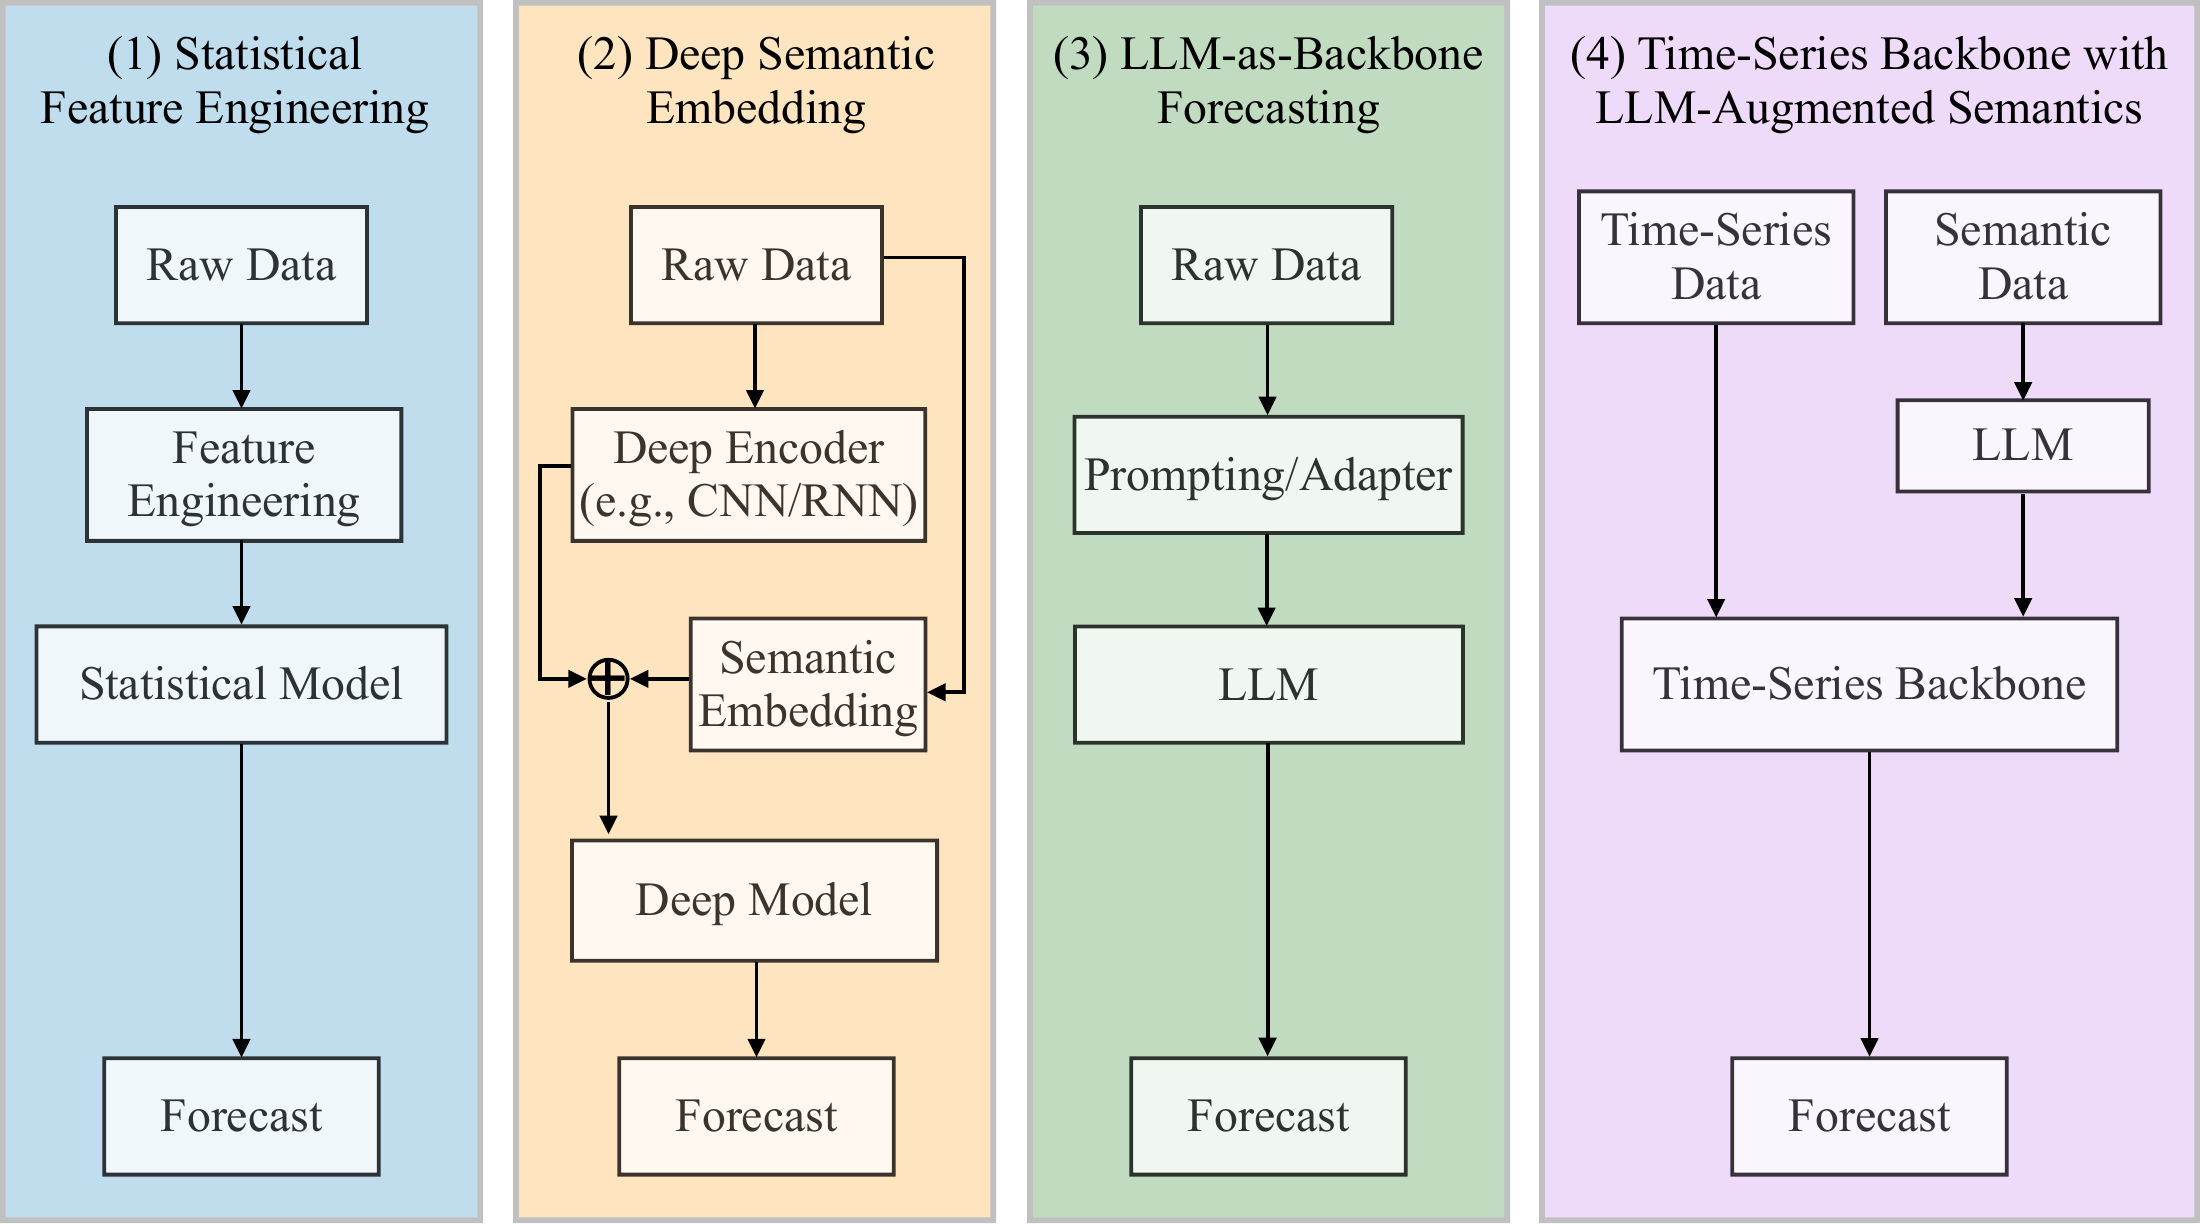 (1) Statistical
Feature Engineering
Raw Data
Feature
Engineering
Statistical Model
Forecast
(2) Deep Semantic
Embedding
Raw Data
Deep Encoder
(e.g., CNN/RNN)
Semantic
Embedding
Deep Model
Forecast
(3) LLM-as-Backbone
Forecasting
Raw Data
Prompting/Adapter
LLM
Forecast
(4) Time-Series Backbone with
LLM-Augmented Semantics
Time-Series
Data
Semantic
Data
LLM
Time-Series Backbone
Forecast